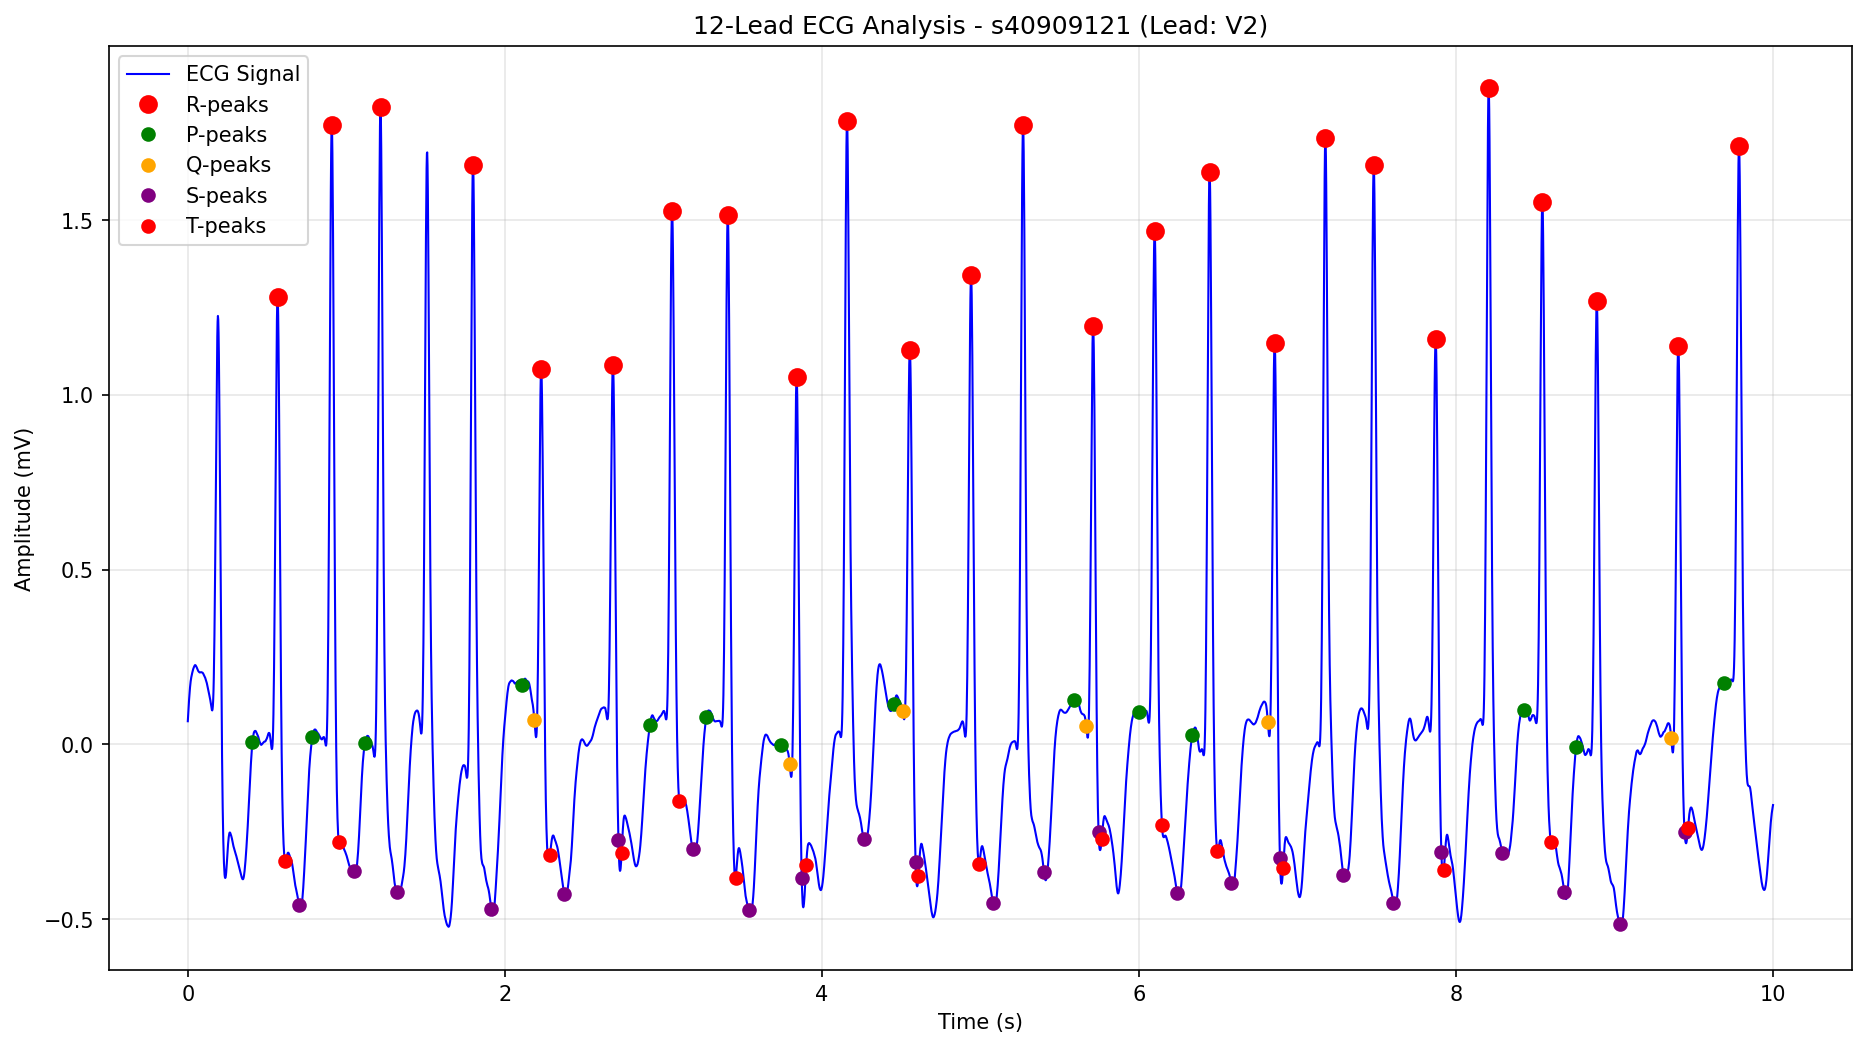 12-Lead ECG Analysis - s40909121 (Lead: V2)
ECG Signal
R-peaks
P-peaks
Q-peaks
S-peaks
T-peaks
Amplitude (mV)
1.5
1.0
0.5
0.0
−0.5
0 2 4 6 8 10
Time (s)